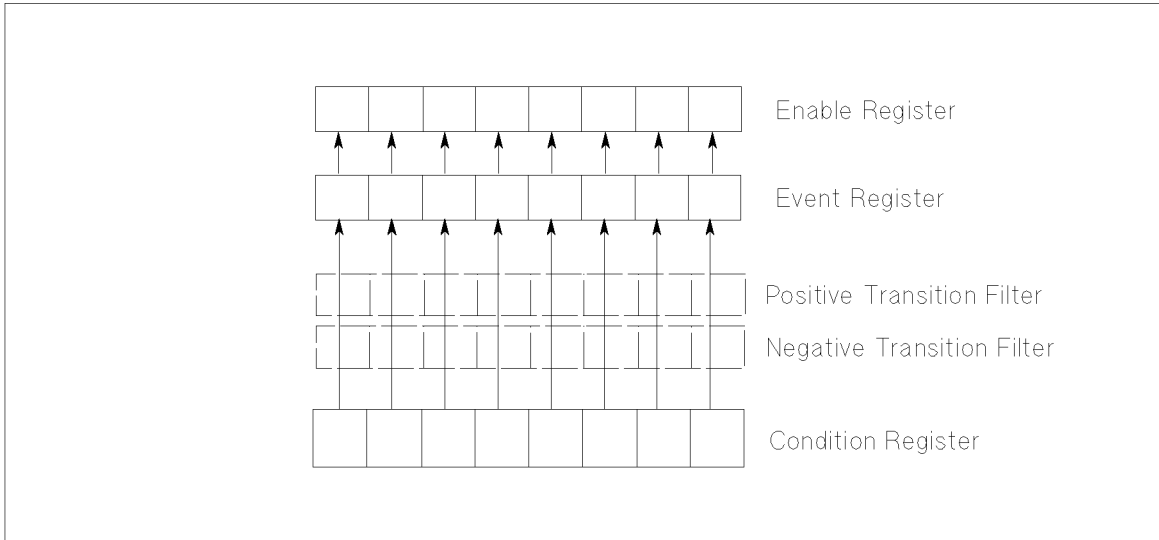 Enable Register
Event Register
Positive Transition Filter
Negative Transition Filter
Condition Register